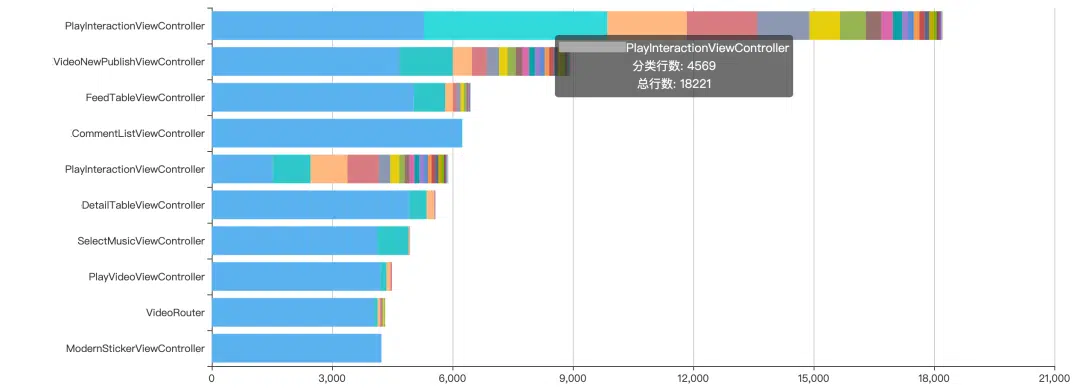 PlayInteractionViewController
VideoNewPublishViewController
FeedTableViewController
CommentListViewController
PlayInteractionViewController
DetailTableViewController
SelectMusicViewController
PlayVideoViewController
VideoRouter
ModernStickerViewController
PlayInteractionViewController
分类行数: 4569
总行数: 18221
0 3,000 6,000 9,000 12,000 15,000 18,000 21,000